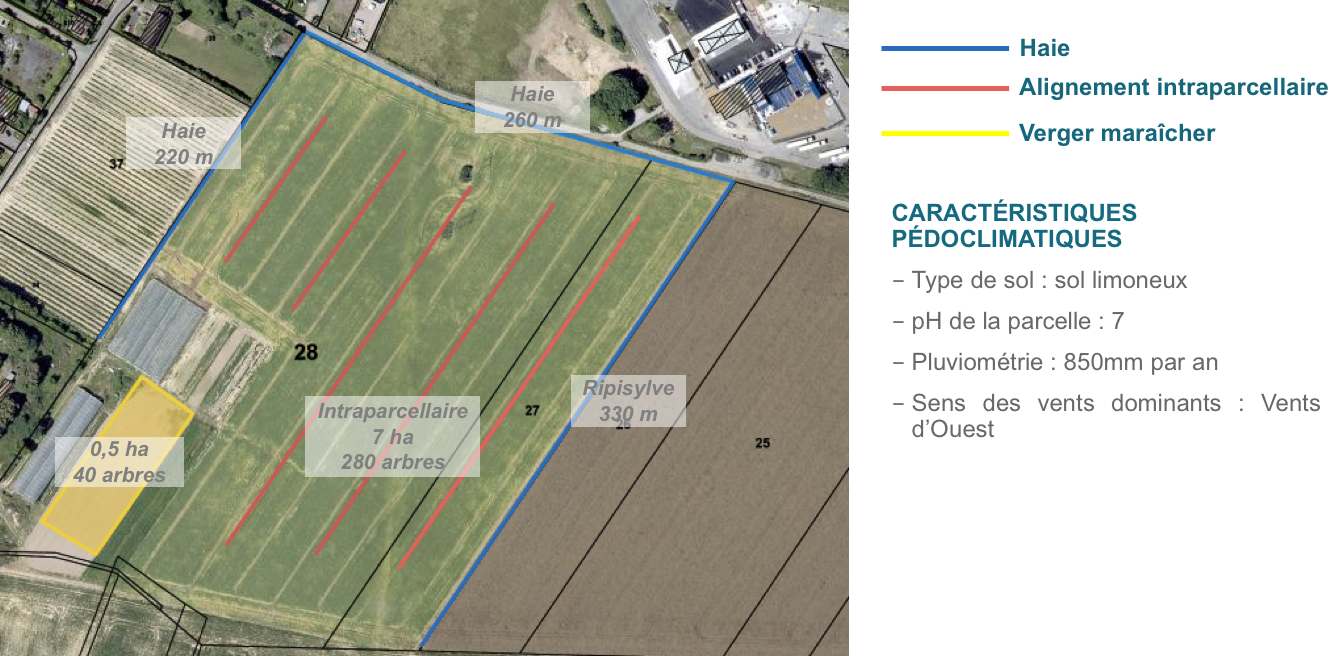 Haie
220 m
37
Haie
260 m
28
Intraparcellaire
7 ha
280 arbres
27
Ripisylve
330 m
26
25
0,5 ha
40 arbres
Haie
Alignement intraparcellaire
Verger maraîcher
CARACTÉRISTIQUES
PÉDOCLIMATIQUES
– Type de sol : sol limoneux
– pH de la parcelle : 7
– Pluviométrie : 850mm par an
– Sens des vents dominants : Vents
d’Ouest